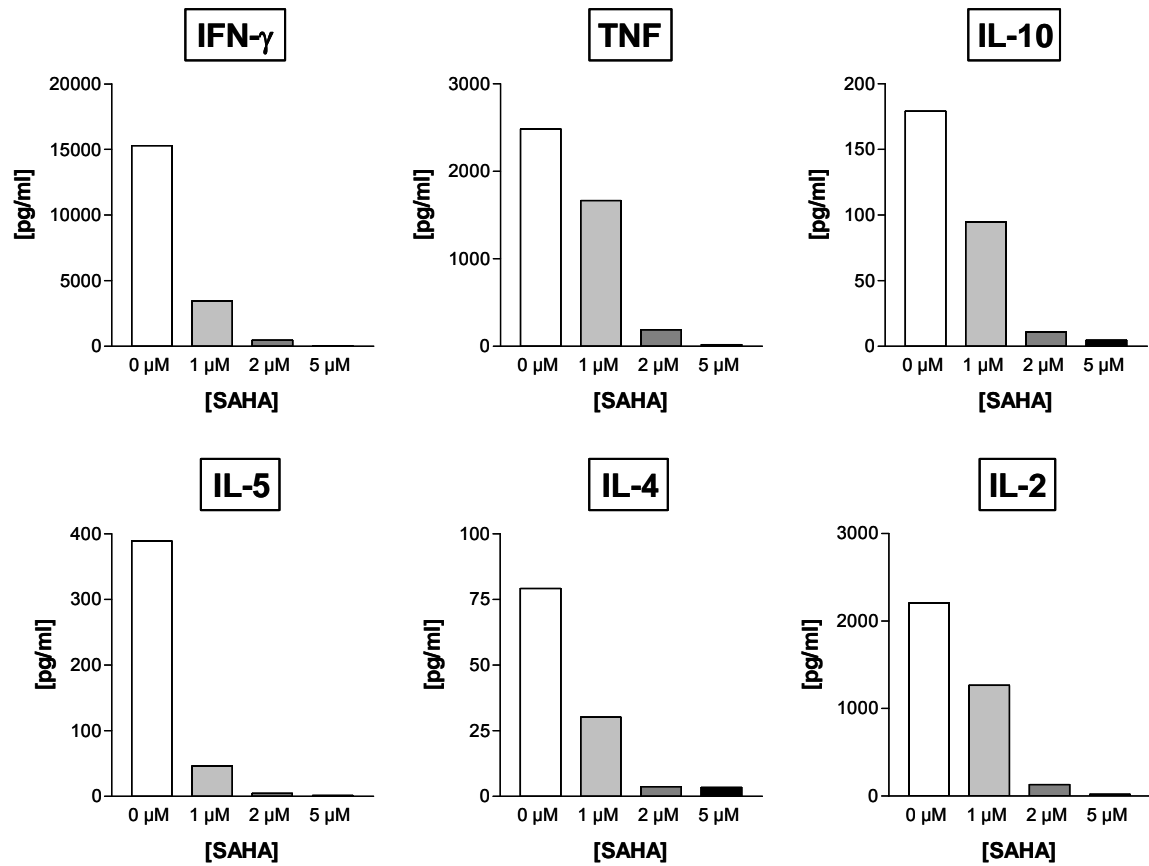 IFN-γ
TNF
IL-10
20000
15000
10000
5000
0
[pg/ml]
0 µM 1 µM 2 µM 5 µM
[SAHA]
3000
2000
1000
0
[pg/ml]
0 µM 1 µM 2 µM 5 µM
[SAHA]
200
150
100
50
0
[pg/ml]
0 µM 1 µM 2 µM 5 µM
[SAHA]
IL-5
IL-4
IL-2
400
300
200
100
0
[pg/ml]
0 µM 1 µM 2 µM 5 µM
[SAHA]
100
75
50
25
0
[pg/ml]
0 µM 1 µM 2 µM 5 µM
[SAHA]
3000
2000
1000
0
[pg/ml]
0 µM 1 µM 2 µM 5 µM
[SAHA]